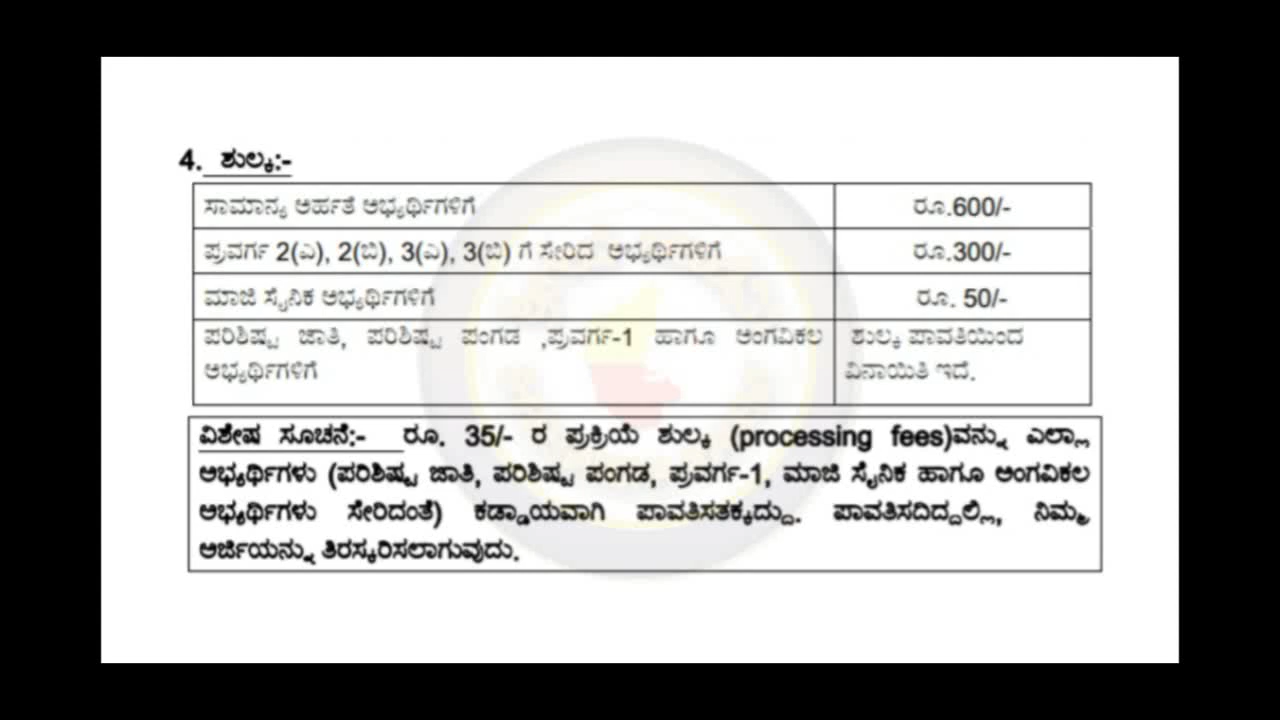 4. ಶುಲ್ಕ:-
ಸಾಮಾನ್ಯ ಅರ್ಹತೆ ಅಭ್ಯರ್ಥಿಗಳಿಗೆ ರೂ.600/-
ಪ್ರವರ್ಗ 2(ಎ), 2(ಬಿ), 3(ಎ), 3(ಬಿ) ಗೆ ಸೇರಿದ ಅಭ್ಯರ್ಥಿಗಳಿಗೆ ರೂ.300/-
ಮಾಜಿ ಸೈನಿಕ ಅಭ್ಯರ್ಥಿಗಳಿಗೆ ರೂ. 50/-
ಪರಿಶಿಷ್ಟ ಜಾತಿ, ಪರಿಶಿಷ್ಟ ಪಂಗಡ ,ಪ್ರವರ್ಗ-1 ಹಾಗೂ ಅಂಗವಿಕಲ ಶುಲ್ಕ ಪಾವತಿಯಿಂದ
ಅಭ್ಯರ್ಥಿಗಳಿಗೆ ವಿನಾಯಿತಿ ಇದೆ.
ವಿಶೇಷ ಸೂಚನೆ:- ರೂ. 35/- ರ ಪ್ರಕ್ರಿಯೆ ಶುಲ್ಕ (processing fees)ವನ್ನು ಎಲ್ಲಾ
ಅಭ್ಯರ್ಥಿಗಳು (ಪರಿಶಿಷ್ಟ ಜಾತಿ, ಪರಿಶಿಷ್ಟ ಪಂಗಡ, ಪ್ರವರ್ಗ-1, ಮಾಜಿ ಸೈನಿಕ ಹಾಗೂ ಅಂಗವಿಕಲ
ಅಭ್ಯರ್ಥಿಗಳು ಸೇರಿದಂತೆ) ಕಡ್ಡಾಯವಾಗಿ ಪಾವತಿಸತಕ್ಕದ್ದು. ಪಾವತಿಸದಿದ್ದಲ್ಲಿ, ನಿಮ್ಮ
ಅರ್ಜಿಯನ್ನು ತಿರಸ್ಕರಿಸಲಾಗುವುದು.